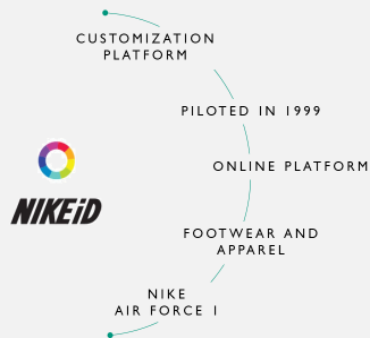 CUSTOMIZATION
PLATFORM
PILOTED IN 1999
ONLINE PLATFORM
NIKEiD
FOOTWEAR AND
APPAREL
NIKE
AIR FORCE 1